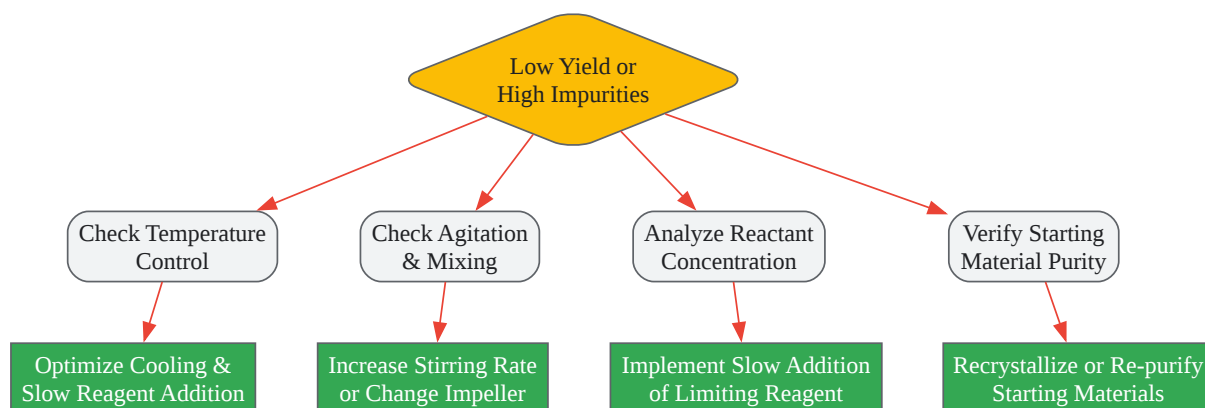 Low Yield or
High Impurities
Check Temperature
Control
Check Agitation
& Mixing
Analyze Reactant
Concentration
Verify Starting
Material Purity
Optimize Cooling &
Slow Reagent Addition
Increase Stirring Rate
or Change Impeller
Implement Slow Addition
of Limiting Reagent
Recrystallize or Re-purify
Starting Materials